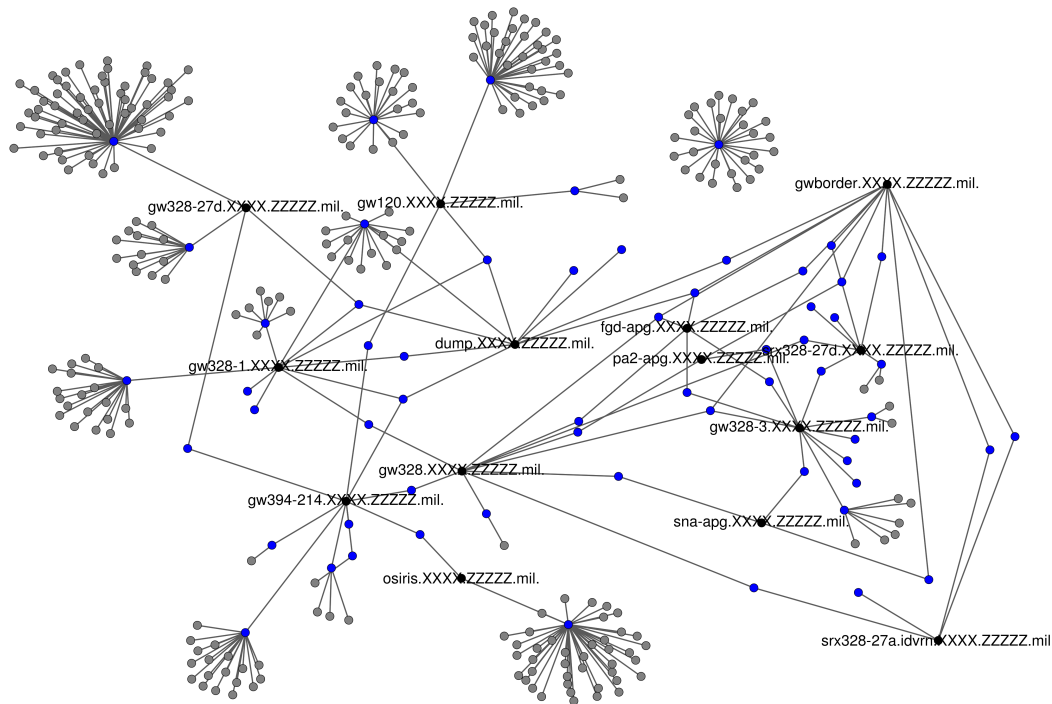 gwborder.XXXX.ZZZZZ.mil.
gw328-27d.XXXX.ZZZZZ.mil.
gw120.XXXX.ZZZZZ.mil.
fgd-apg.XXXX.ZZZZZ.mil.
dump.XXXX.ZZZZZ.mil.
srx328-27d.XXXX.ZZZZZ.mil.
pa2-apg.XXXX.ZZZZZ.mil.
gw328-1.XXXX.ZZZZZ.mil.
gw328-3.XXXX.ZZZZZ.mil.
gw328.XXXX.ZZZZZ.mil.
gw394-214.XXXX.ZZZZZ.mil.
sna-apg.XXXX.ZZZZZ.mil.
osiris.XXXX.ZZZZZ.mil.
srx328-27a.idvrn.XXXX.ZZZZZ.mil